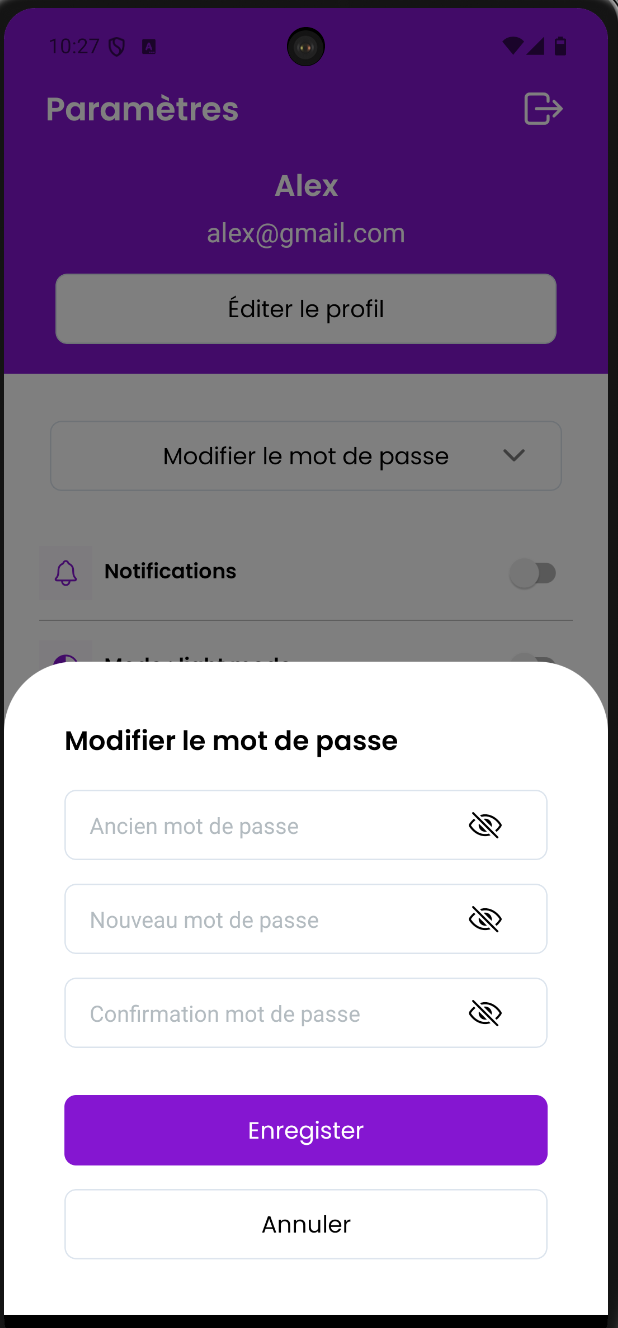 10:27
Paramètres
Alex
alex@gmail.com
Éditer le profil
Modifier le mot de passe
Notifications
Modifier le mot de passe
Ancien mot de passe
Nouveau mot de passe
Confirmation mot de passe
Enregister
Annuler